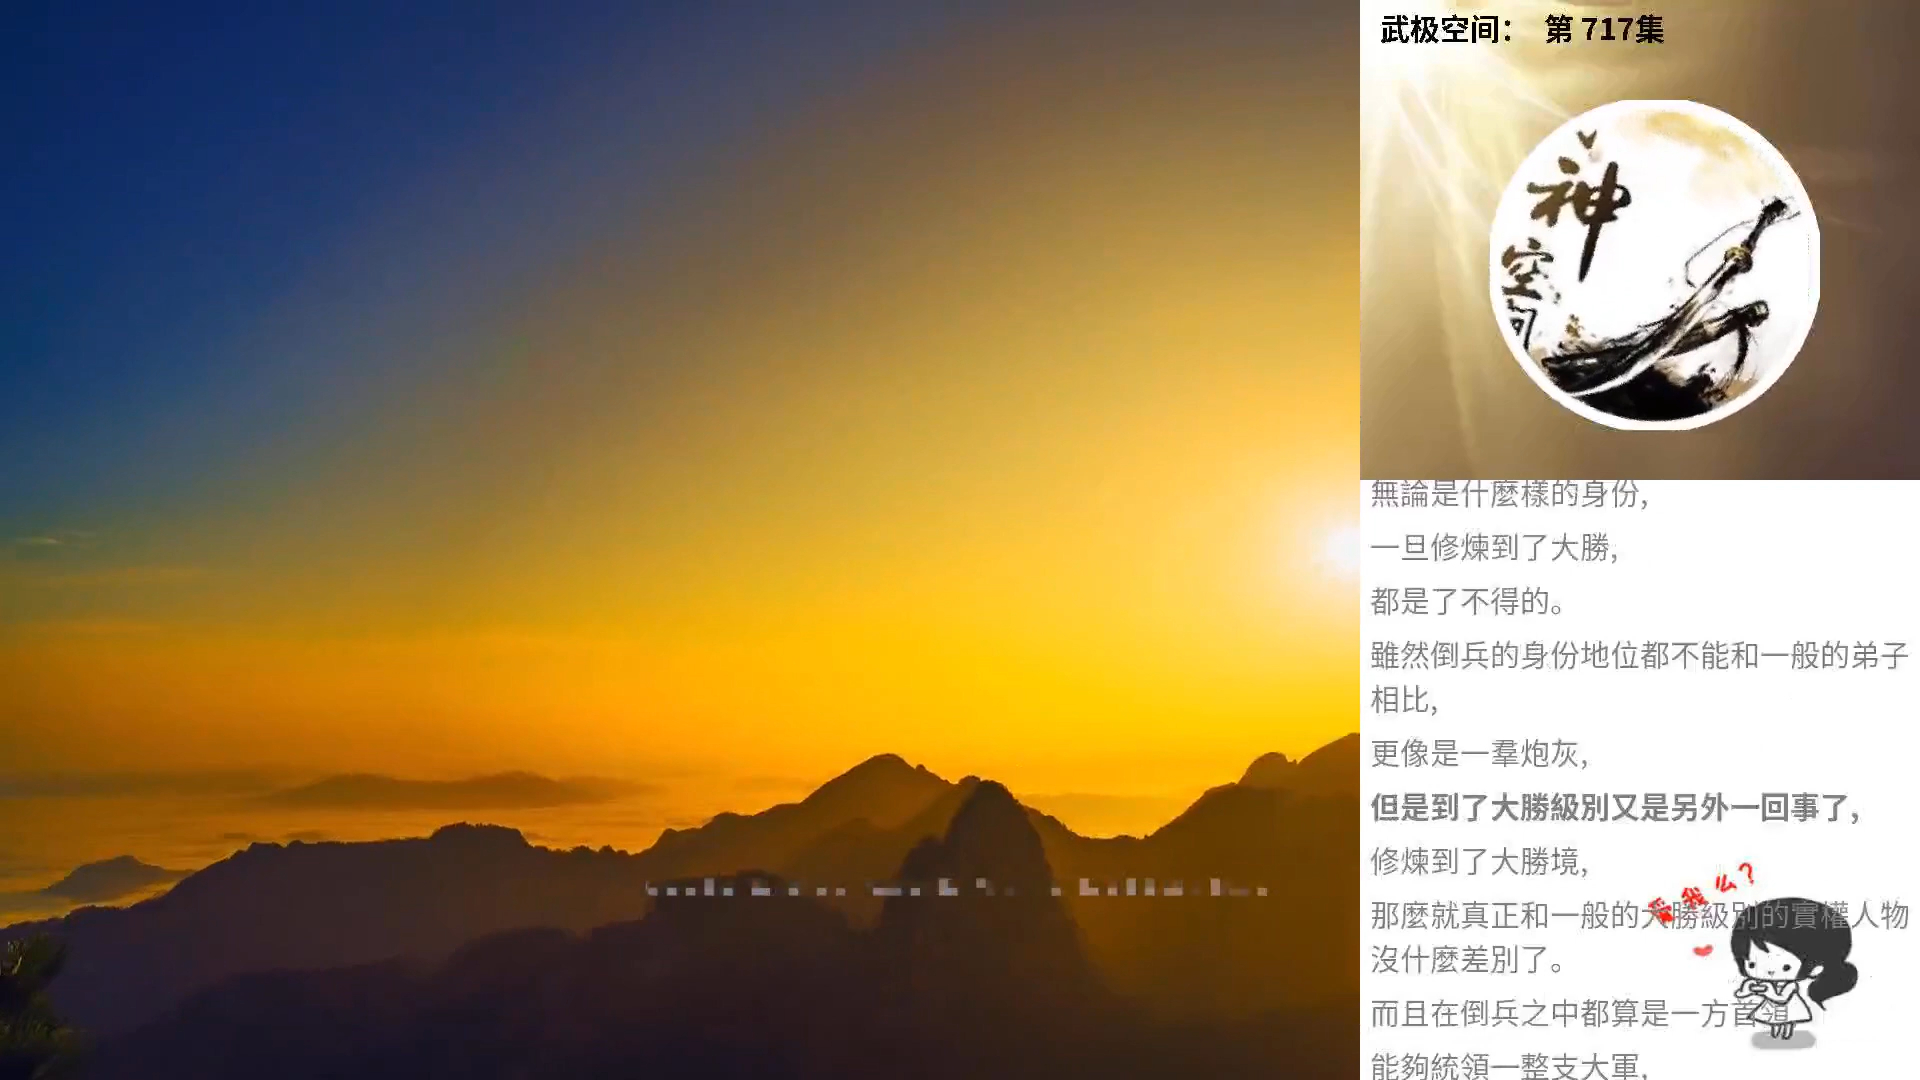 武极空间： 第 717集
神
空间
無論是什麼樣的身份,
一旦修煉到了大勝,
都是了不得的。
雖然倒兵的身份地位都不能和一般的弟子
相比,
更像是一羣炮灰,
但是到了大勝級別又是另外一回事了,
修煉到了大勝境,
爱我么?
那麼就真正和一般的大勝級別的實權人物
沒什麼差別了。
而且在倒兵之中都算是一方首領,
能夠統領一整支大軍,